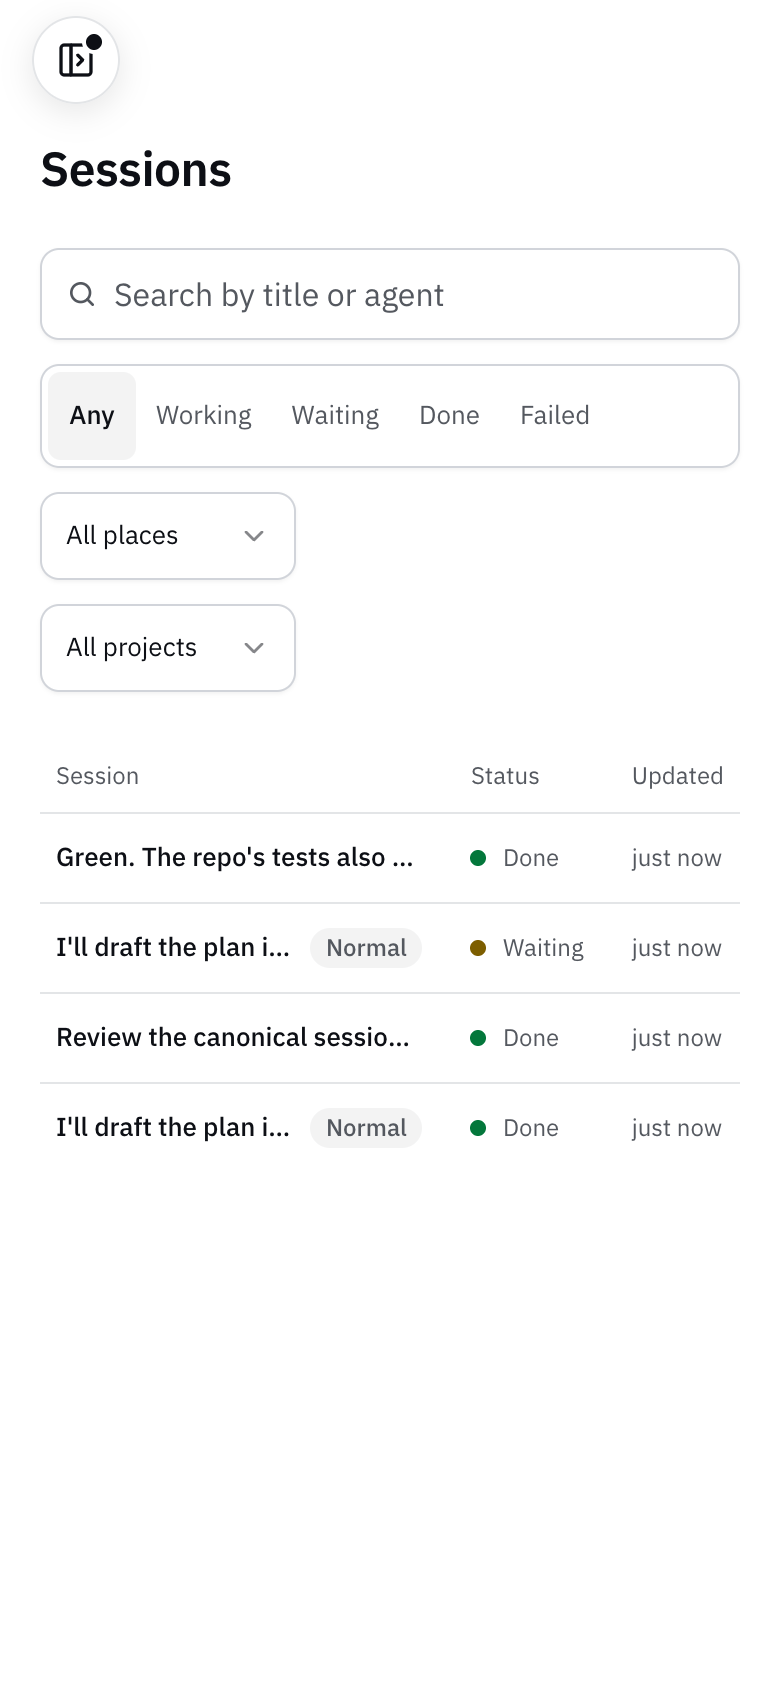 Sessions
Search by title or agent
Any Working Waiting Done Failed
All places
All projects
Session Status Updated
Green. The repo's tests also ... Done just now
I'll draft the plan i... Normal Waiting just now
Review the canonical sessio... Done just now
I'll draft the plan i... Normal Done just now